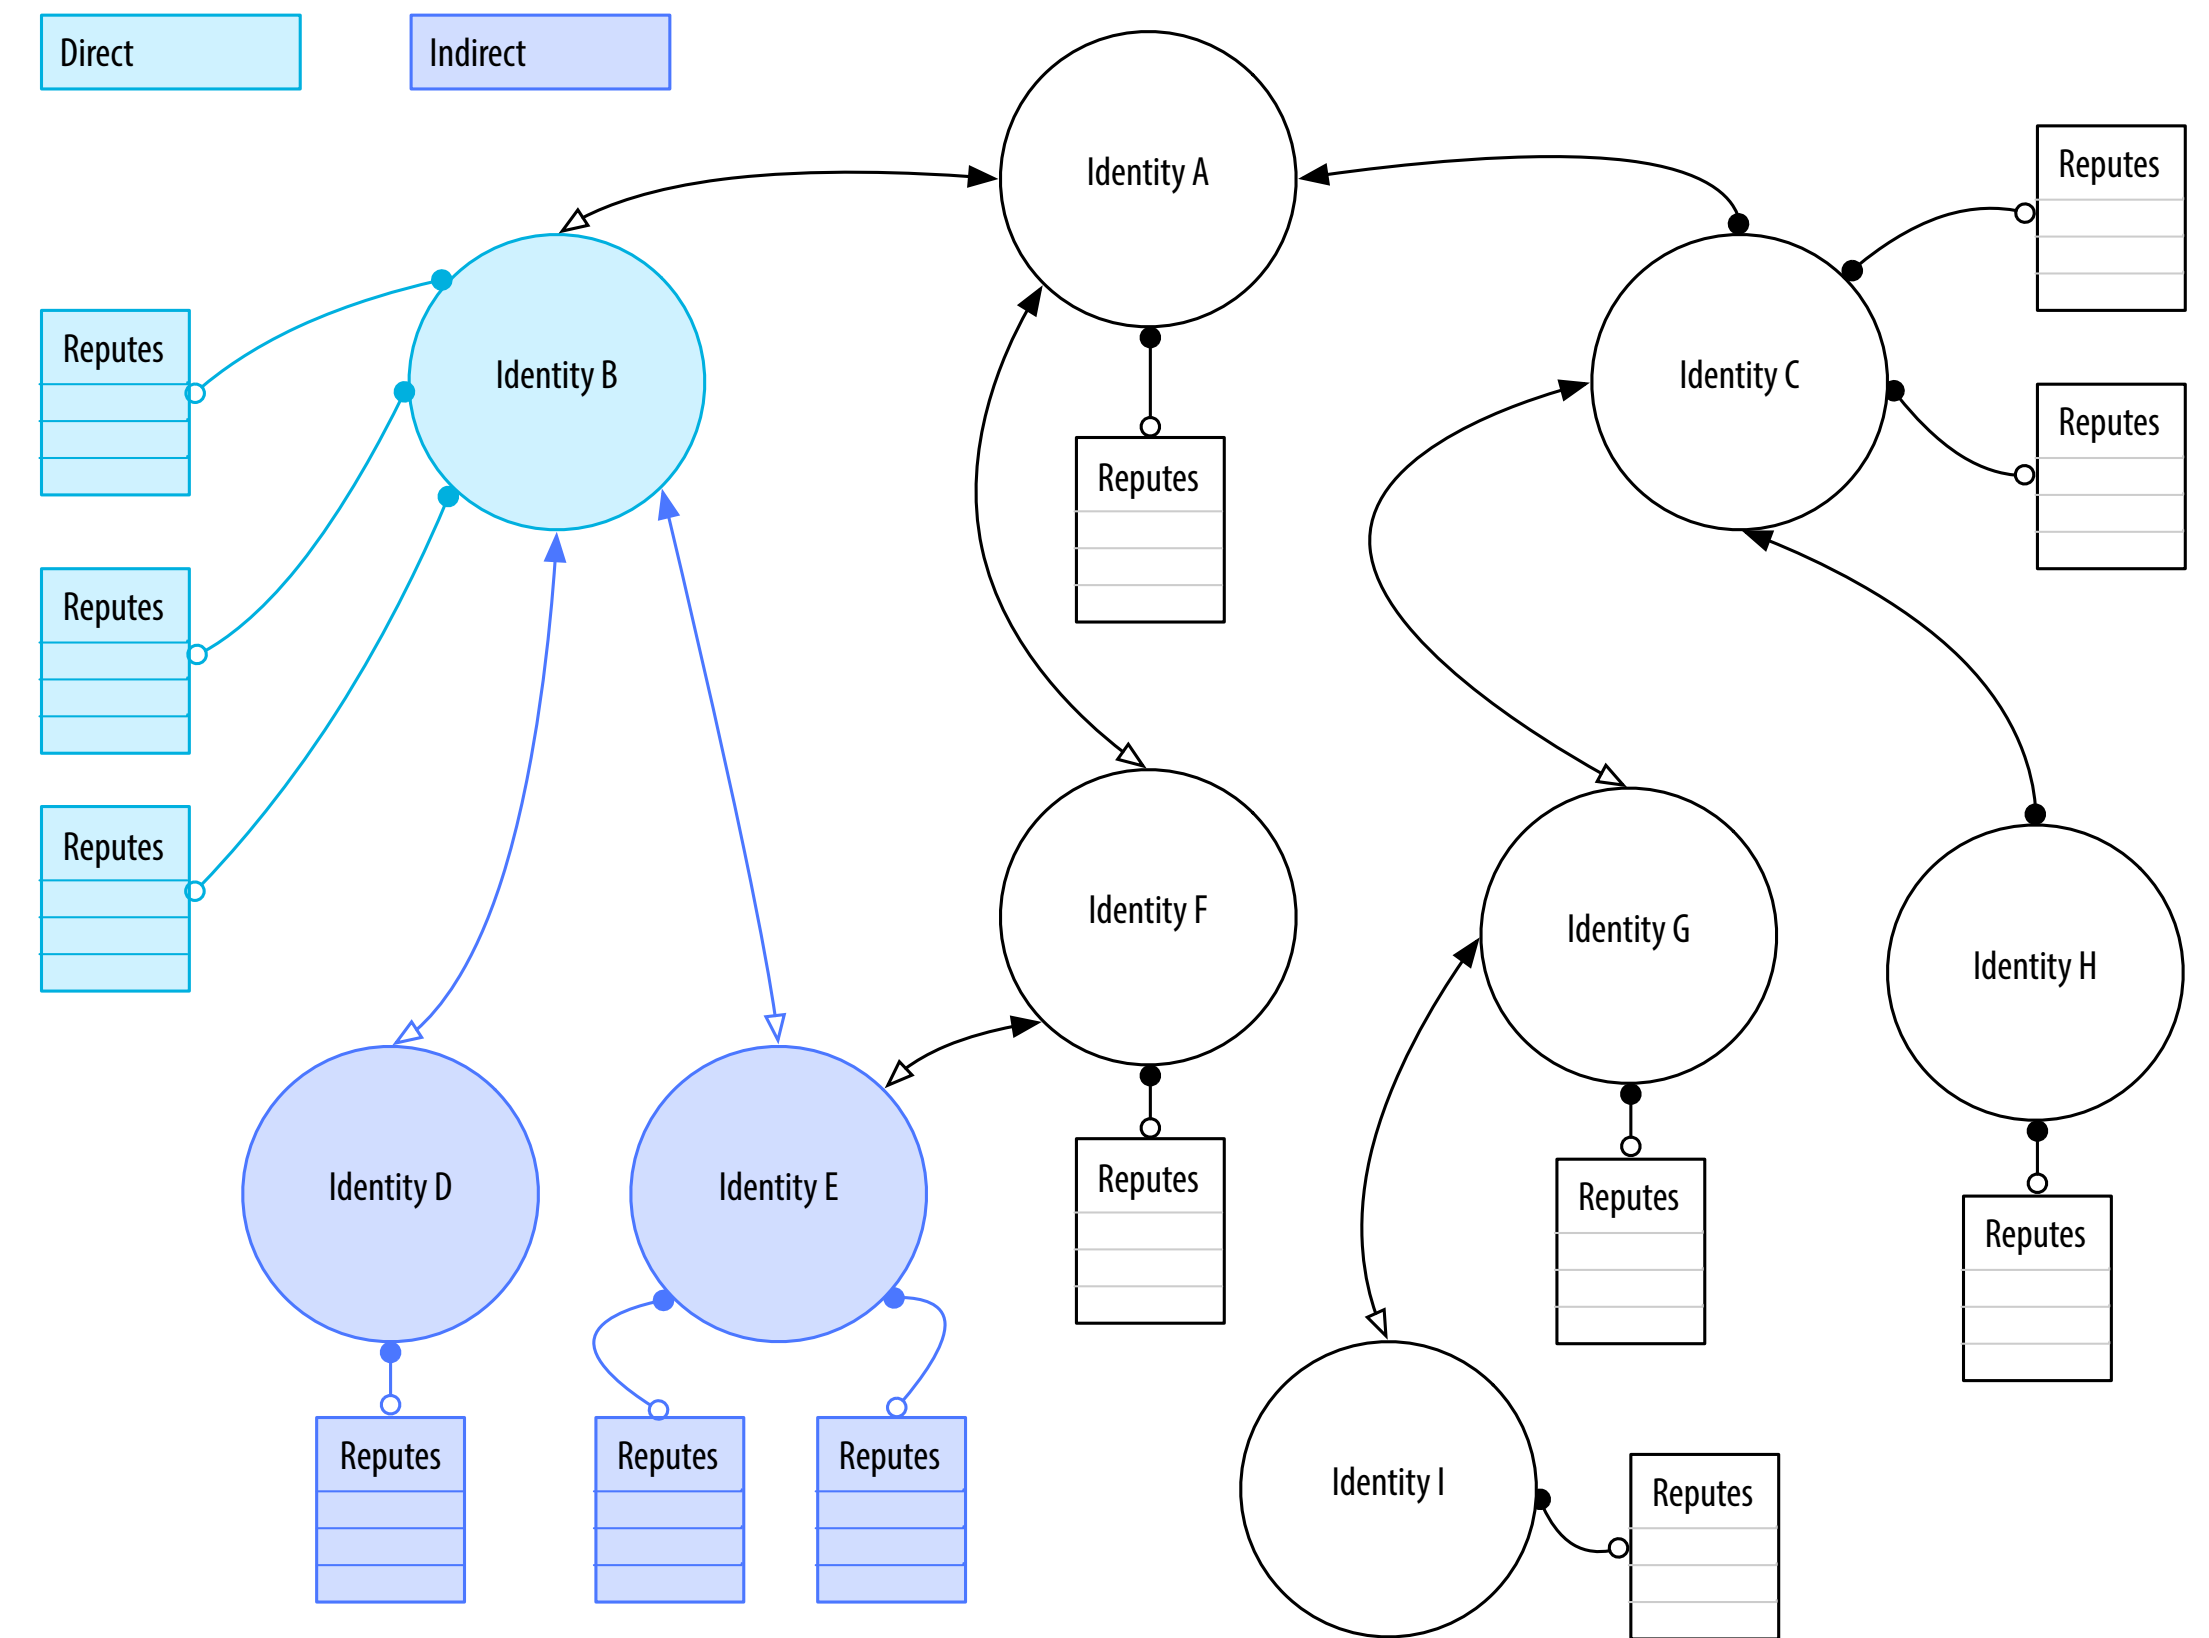 Direct
Indirect
Identity A
Reputes
Identity B
Identity C
Reputes
Reputes
Reputes
Reputes
Reputes
Reputes
Identity F
Identity G
Identity H
Identity D
Identity E
Reputes
Reputes
Reputes
Reputes
Reputes
Reputes
Identity I
Reputes